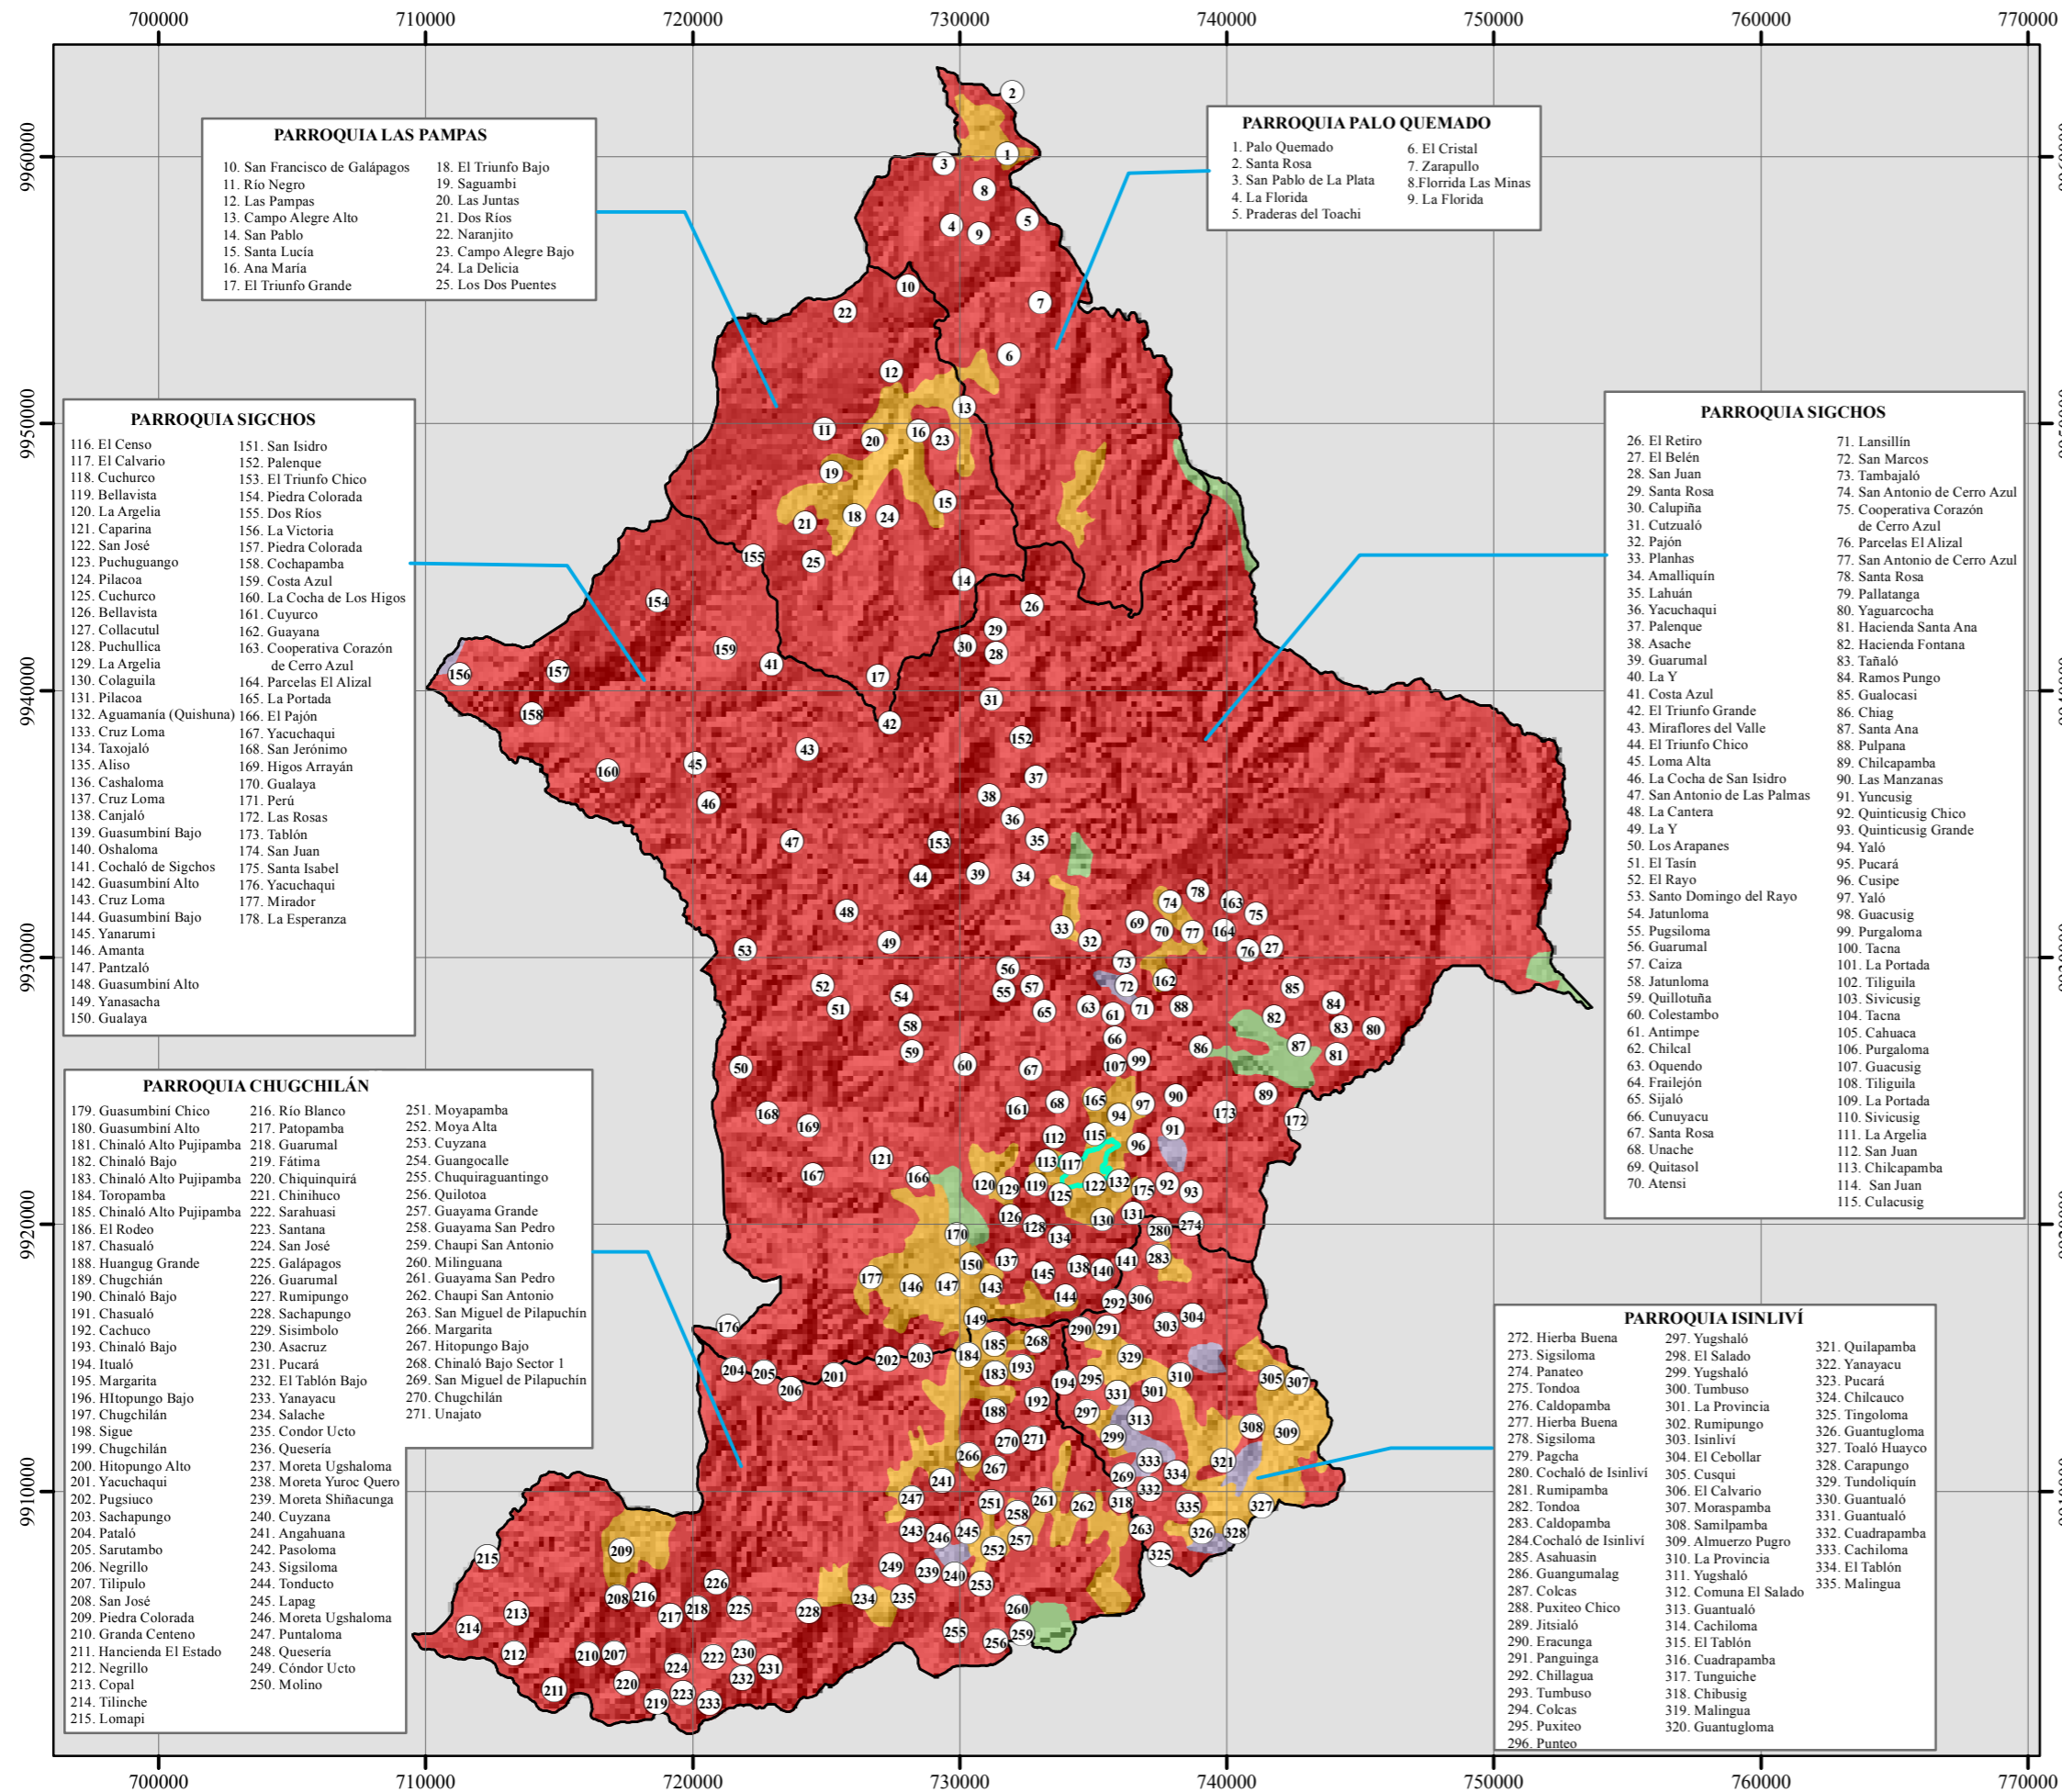 700000 710000 720000 730000 740000 750000 760000 770000
9960000
9950000
9940000
9930000
9920000
9910000
PARROQUIA LAS PAMPAS
10. San Francisco de Galápagos
11. Río Negro
12. Las Pampas
13. Campo Alegre Alto
14. San Pablo
15. Santa Lucía
16. Ana María
17. El Triunfo Grande
18. El Triunfo Bajo
19. Saguambi
20. Las Juntas
21. Dos Ríos
22. Naranjito
23. Campo Alegre Bajo
24. La Delicia
25. Los Dos Puentes
PARROQUIA PALO QUEMADO
1. Palo Quemado
2. Santa Rosa
3. San Pablo de La Plata
4. La Florida
5. Praderas del Toachi
6. El Cristal
7. Zarapullo
8.Florrida Las Minas
9. La Florida
PARROQUIA SIGCHOS
116. El Censo
117. El Calvario
118. Cuchurco
119. Bellavista
120. La Argelia
121. Caparina
122. San José
123. Puchuguango
124. Pilacoa
125. Cuchurco
126. Bellavista
127. Collacutul
128. Puchullica
129. La Argelia
130. Colaguila
131. Pilacoa
132. Aguamanía (Quishuna)
133. Cruz Loma
134. Taxojaló
135. Aliso
136. Cashaloma
137. Cruz Loma
138. Canjaló
139. Guasumbiní Bajo
140. Oshaloma
141. Cochaló de Sigchos
142. Guasumbiní Alto
143. Cruz Loma
144. Guasumbiní Bajo
145. Yanarumi
146. Amanta
147. Pantzaló
148. Guasumbiní Alto
149. Yanasacha
150. Gualaya
151. San Isidro
152. Palenque
153. El Triunfo Chico
154. Piedra Colorada
155. Dos Ríos
156. La Victoria
157. Piedra Colorada
158. Cochapamba
159. Costa Azul
160. La Cocha de Los Higos
161. Cuyurco
162. Guayana
163. Cooperativa Corazón
de Cerro Azul
164. Parcelas El Alizal
165. La Portada
166. El Pajón
167. Yacuchaqui
168. San Jerónimo
169. Higos Arrayán
170. Gualaya
171. Perú
172. Las Rosas
173. Tablón
174. San Juan
175. Santa Isabel
176. Yacuchaqui
177. Mirador
178. La Esperanza
PARROQUIA SIGCHOS
26. El Retiro
27. El Belén
28. San Juan
29. Santa Rosa
30. Calupiña
31. Cutzualó
32. Pajón
33. Planhas
34. Amalliquín
35. Lahuán
36. Yacuchaqui
37. Palenque
38. Asache
39. Guarumal
40. La Y
41. Costa Azul
42. El Triunfo Grande
43. Miraflores del Valle
44. El Triunfo Chico
45. Loma Alta
46. La Cocha de San Isidro
47. San Antonio de Las Palmas
48. La Cantera
49. La Y
50. Los Arapanes
51. El Tasín
52. El Rayo
53. Santo Domingo del Rayo
54. Jatunloma
55. Pugsiloma
56. Guarumal
57. Caiza
58. Jatunloma
59. Quillotuña
60. Colestambo
61. Antimpe
62. Chilcal
63. Oquendo
64. Frailejón
65. Sijaló
66. Cunuyacu
67. Santa Rosa
68. Unache
69. Quitasol
70. Atensi
71. Lansillín
72. San Marcos
73. Tambajaló
74. San Antonio de Cerro Azul
75. Cooperativa Corazón
de Cerro Azul
76. Parcelas El Alizal
77. San Antonio de Cerro Azul
78. Santa Rosa
79. Pallatanga
80. Yaguarcocha
81. Hacienda Santa Ana
82. Hacienda Fontana
83. Tañaló
84. Ramos Pungo
85. Gualocasi
86. Chiag
87. Santa Ana
88. Pulpana
89. Chilcapamba
90. Las Manzanas
91. Yuncusig
92. Quinticusig Chico
93. Quinticusig Grande
94. Yaló
95. Pucará
96. Cusipe
97. Yaló
98. Guacusig
99. Purgaloma
100. Tacna
101. La Portada
102. Tiliguila
103. Sivicusig
104. Tacna
105. Cahuaca
106. Purgaloma
107. Guacusig
108. Tiliguila
109. La Portada
110. Sivicusig
111. La Argelia
112. San Juan
113. Chilcapamba
114. San Juan
115. Culacusig
PARROQUIA CHUGCHILÁN
179. Guasumbiní Chico
180. Guasumbiní Alto
181. Chinaló Alto Pujipamba
182. Chinaló Bajo
183. Chinaló Alto Pujipamba
184. Toropamba
185. Chinaló Alto Pujipamba
186. El Rodeo
187. Chasualó
188. Huangug Grande
189. Chugchián
190. Chinaló Bajo
191. Chasualó
192. Cachuco
193. Chinaló Bajo
194. Itualó
195. Margarita
196. HItopungo Bajo
197. Chugchilán
198. Sigue
199. Chugchilán
200. Hitopungo Alto
201. Yacuchaqui
202. Pugsiuco
203. Sachapungo
204. Pataló
205. Sarutambo
206. Negrillo
207. Tilipulo
208. San José
209. Piedra Colorada
210. Granda Centeno
211. Hancienda El Estado
212. Negrillo
213. Copal
214. Tilinche
215. Lomapi
216. Río Blanco
217. Patopamba
218. Guarumal
219. Fátima
220. Chiquinquirá
221. Chinihuco
222. Sarahuasi
223. Santana
224. San José
225. Galápagos
226. Guarumal
227. Rumipungo
228. Sachapungo
229. Sisimbolo
230. Asacruz
231. Pucará
232. El Tablón Bajo
233. Yanayacu
234. Salache
235. Condor Ucto
236. Quesería
237. Moreta Ugshaloma
238. Moreta Yuroc Quero
239. Moreta Shiñacunga
240. Cuyzana
241. Angahuana
242. Pasoloma
243. Sigsiloma
244. Tonducto
245. Lapag
246. Moreta Ugshaloma
247. Puntaloma
248. Quesería
249. Cóndor Ucto
250. Molino
251. Moyapamba
252. Moya Alta
253. Cuyzana
254. Guangocalle
255. Chuquiraguantingo
256. Quilotoa
257. Guayama Grande
258. Guayama San Pedro
259. Chaupi San Antonio
260. Milinguana
261. Guayama San Pedro
262. Chaupi San Antonio
263. San Miguel de Pilapuchín
266. Margarita
267. Hitopungo Bajo
268. Chinaló Bajo Sector 1
269. San Miguel de Pilapuchín
270. Chugchilán
271. Unajato
PARROQUIA ISINLIVÍ
272. Hierba Buena
273. Sigsiloma
274. Panateo
275. Tondoa
276. Caldopamba
277. Hierba Buena
278. Sigsiloma
279. Pagcha
280. Cochaló de Isinliví
281. Rumipamba
282. Tondoa
283. Caldopamba
284.Cochaló de Isinliví
285. Asahuasin
286. Guangumalag
287. Colcas
288. Puxiteo Chico
289. Jitsialó
290. Eracunga
291. Panguinga
292. Chillagua
293. Tumbuso
294. Colcas
295. Puxiteo
296. Punteo
297. Yugshaló
298. El Salado
299. Yugshaló
300. Tumbuso
301. La Provincia
302. Rumipungo
303. Isinliví
304. El Cebollar
305. Cusqui
306. El Calvario
307. Moraspamba
308. Samilpamba
309. Almuerzo Pugro
310. La Provincia
311. Yugshaló
312. Comuna El Salado
313. Guantualó
314. Cachiloma
315. El Tablón
316. Cuadrapamba
317. Tunguiche
318. Chibusig
319. Malingua
320. Guantugloma
321. Quilapamba
322. Yanayacu
323. Pucará
324. Chilcauco
325. Tingoloma
326. Guantugloma
327. Toaló Huayco
328. Carapungo
329. Tundoliquín
330. Guantualó
331. Guantualó
332. Cuadrapamba
333. Cachiloma
334. El Tablón
335. Malingua
700000 710000 720000 730000 740000 750000 760000 770000